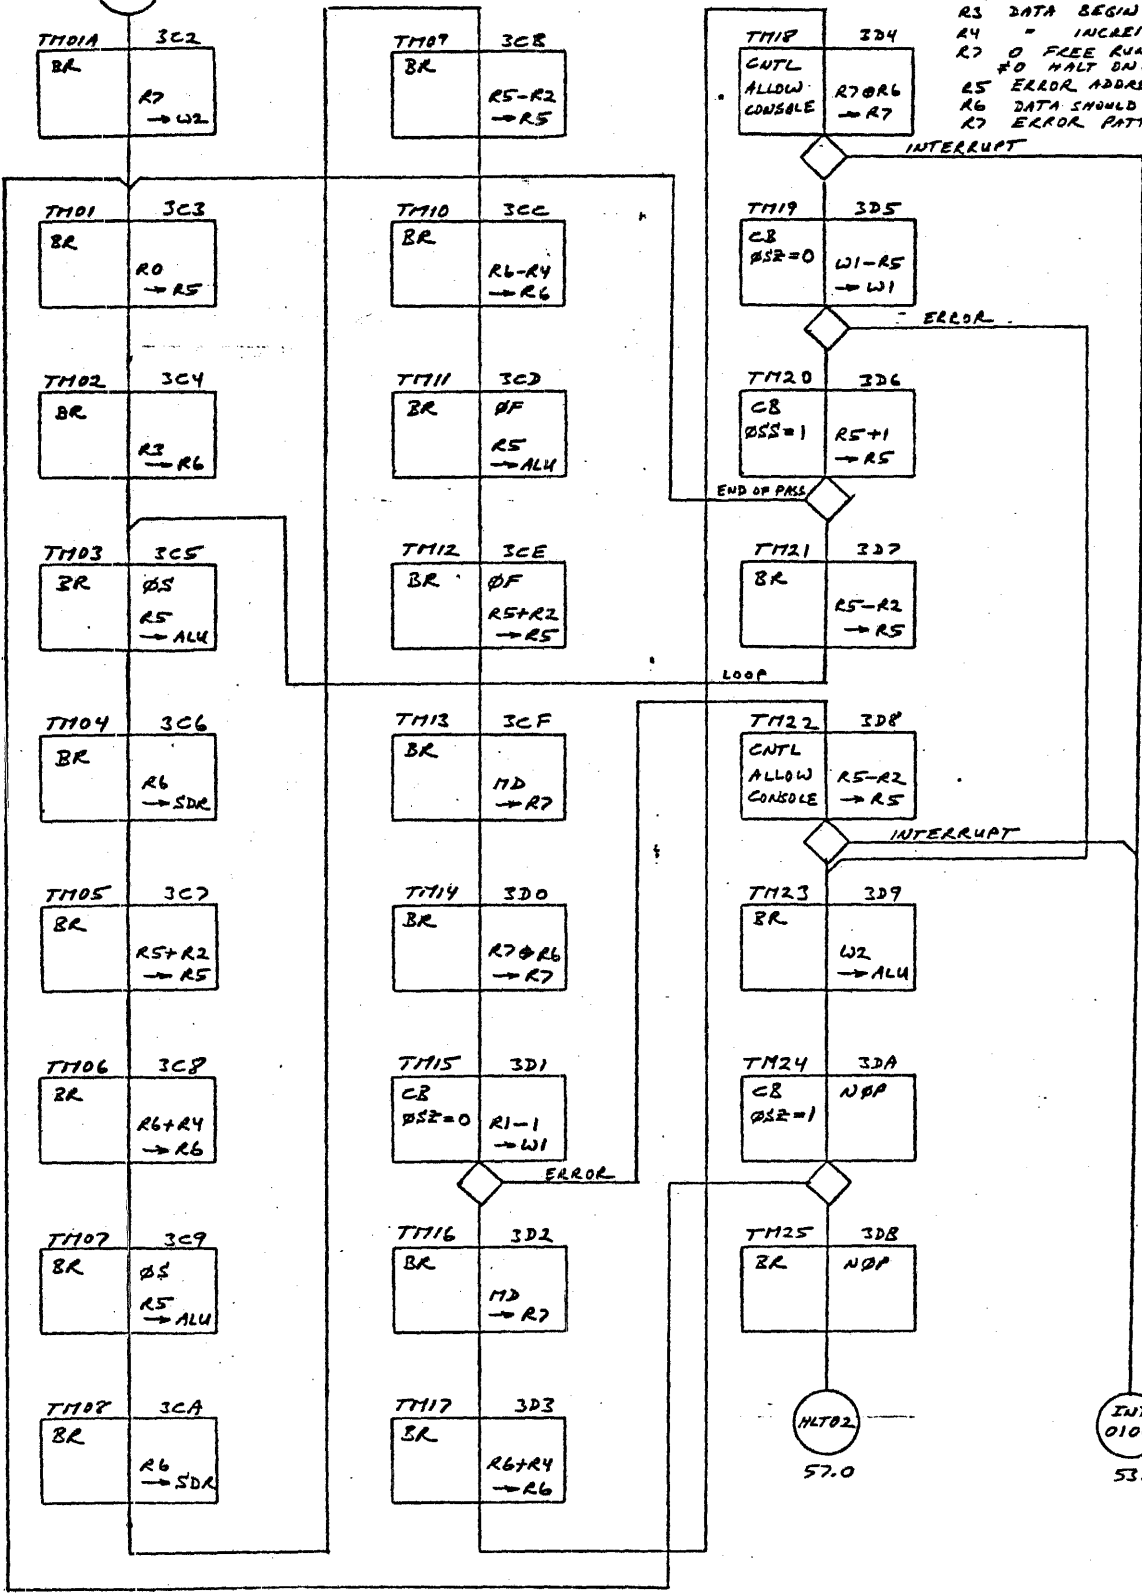 TM01A 3C2
BR
R7
→ W2
TM01 3C3
BR
R0
→ R5
TM02 3C4
BR
R3
→ R6
TM03 3C5
BR ØS
R5
→ ALU
TM04 3C6
BR
R6
→ SDR
TM05 3C7
BR
R5+R2
→ R5
TM06 3C8
BR
R6+R4
→ R6
TM07 3C9
BR ØS
R5
→ ALU
TM08 3CA
BR
R6
→ SDR
TM09 3CB
BR
R5-R2
→ R5
TM10 3CC
BR
R6-R4
→ R6
TM11 3CD
BR ØF
R5
→ ALU
TM12 3CE
BR ØF
R5+R2
→ R5
TM13 3CF
BR
MD
→ R7
TM14 3D0
BR
R7⊕R6
→ R7
TM15 3D1
CB
ØSZ=0 R1-1
→ W1
ERROR
TM16 3D2
BR
MD
→ R7
TM17 3D3
BR
R6+R4
→ R6
TM18 3D4
CNTL
ALLOW R7⊕R6
CONSOLE → R7
INTERRUPT
TM19 3D5
CB
ØSZ=0 W1-R5
→ W1
ERROR
TM20 3D6
CB
ØSS=1 R5+1
→ R5
END OF PASS
TM21 3D7
BR
R5-R2
→ R5
LOOP
TM22 3D8
CNTL
ALLOW R5-R2
CONSOLE → R5
INTERRUPT
TM23 3D9
BR
W2
→ ALU
TM24 3DA
CB NØP
ØSZ=1
TM25 3DB
BR NØP
HLT02
57.0
R3 DATA BEGIN
R4 " INCRE
R7 0 FREE RUN
≠0 HALT ON
R5 ERROR ADDR
R6 DATA SHOULD
R7 ERROR PATT
INT
010
53.